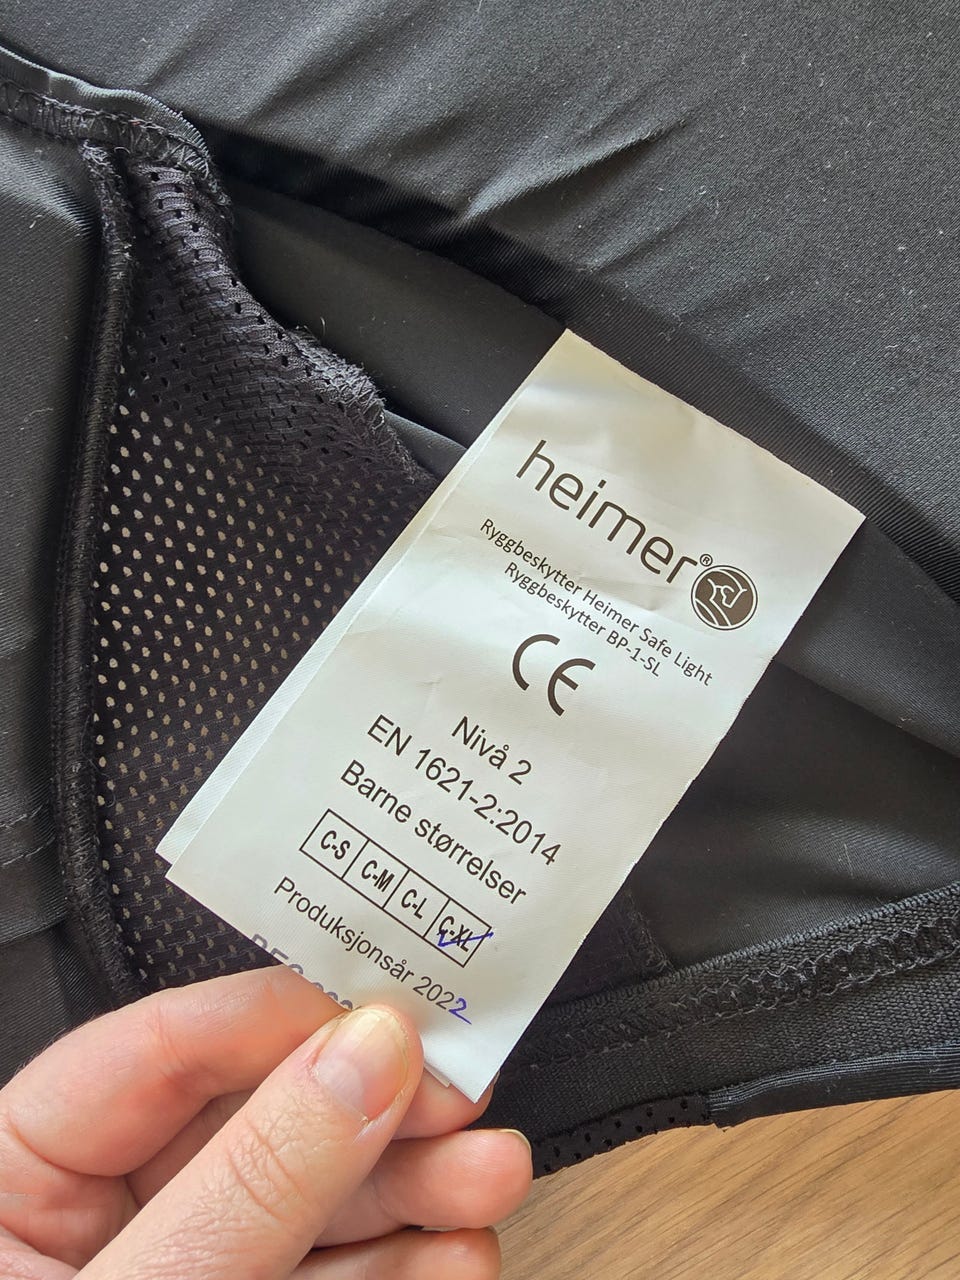 heimer®
Ryggbeskytter Heimer Safe Light
Ryggbeskytter BP-1-SL
CE
Nivå 2
EN 1621-2:2014
Barne størrelser
C-S C-M C-L C-XL
Produksjonsår 2022